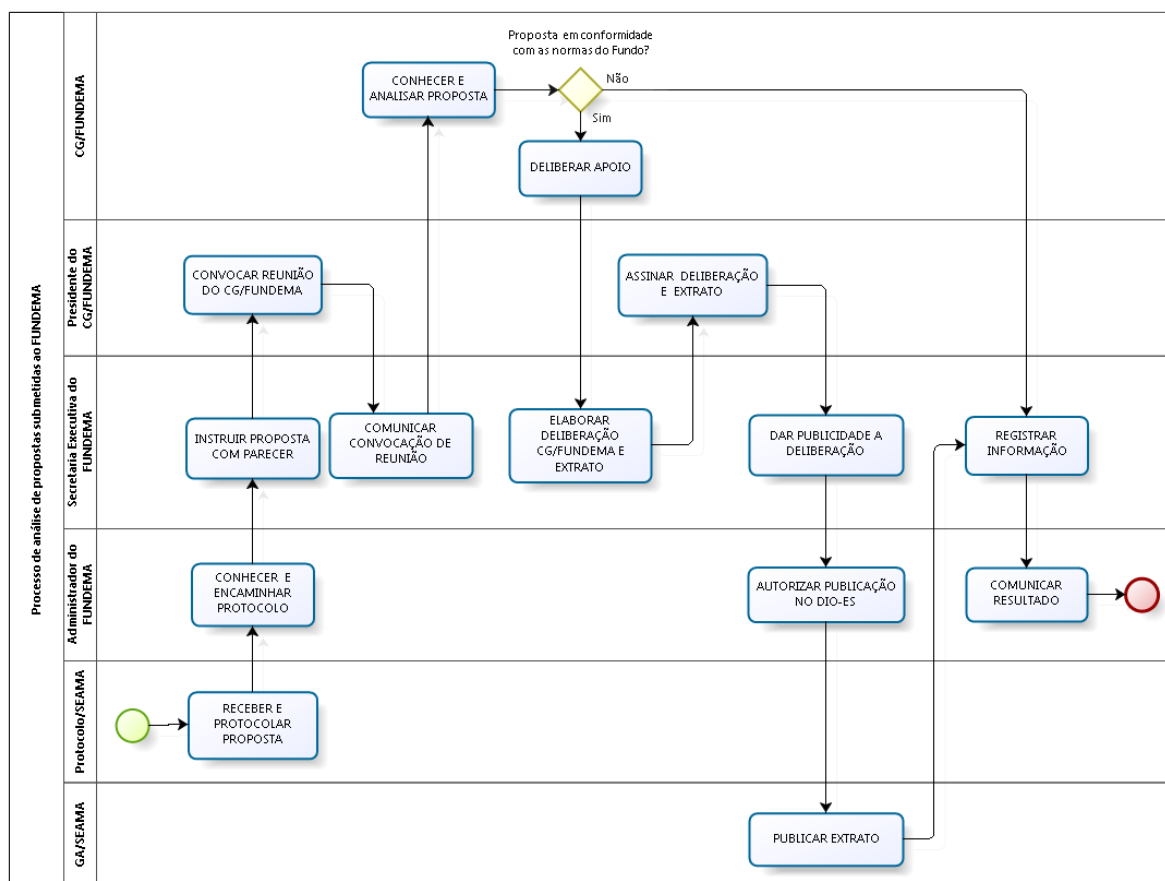 Processo de análise de propostas submetidas ao FUNDEMA
CG/FUNDEMA
Proposta em conformidade
com as normas do Fundo?
CONHECER E
ANALISAR PROPOSTA
Não
Sim
DELIBERAR APOIO
Presidente do
CG/FUNDEMA
CONVOCAR REUNIÃO
DO CG/FUNDEMA
ASSINAR DELIBERAÇÃO
E EXTRATO
Secretaria Executiva do
FUNDEMA
INSTRUIR PROPOSTA
COM PARECER
COMUNICAR
CONVOCAÇÃO DE
REUNIÃO
ELABORAR
DELIBERAÇÃO
CG/FUNDEMA E
EXTRATO
DAR PUBLICIDADE A
DELIBERAÇÃO
REGISTRAR
INFORMAÇÃO
Administrador do
FUNDEMA
CONHECER E
ENCAMINHAR
PROTOCOLO
AUTORIZAR PUBLICAÇÃO
NO DIO-ES
COMUNICAR
RESULTADO
Protocolo/SEAMA
RECEBER E
PROTOCOLAR
PROPOSTA
GA/SEAMA
PUBLICAR EXTRATO